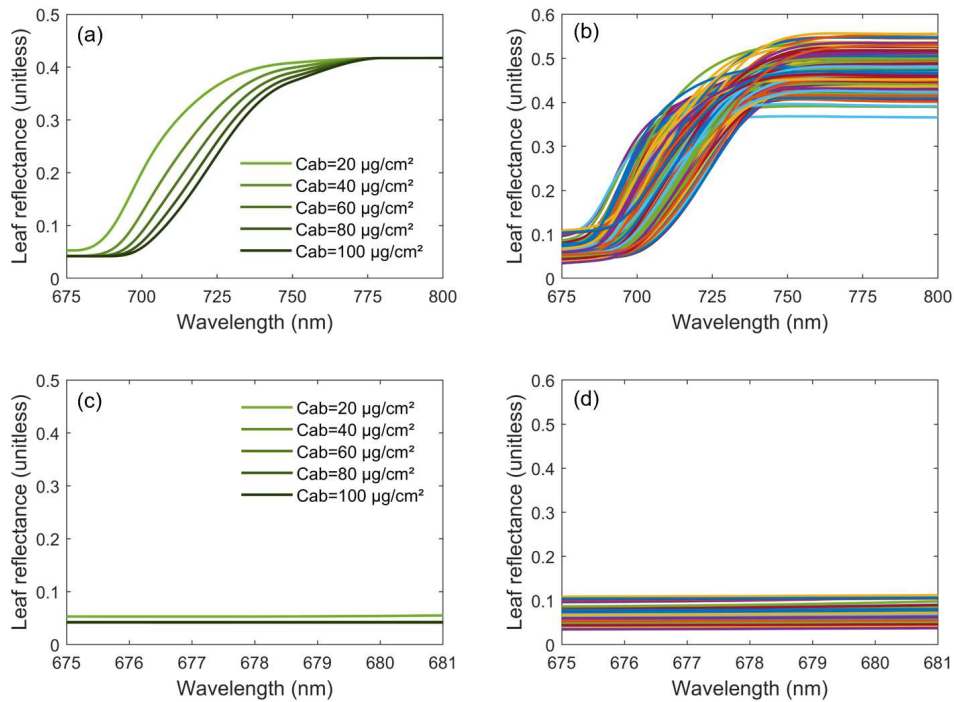 (a)
0.5
0.4
0.3
0.2
0.1
0
Leaf reflectance (unitless)
Cab=20 µg/cm²
Cab=40 µg/cm²
Cab=60 µg/cm²
Cab=80 µg/cm²
Cab=100 µg/cm²
675 700 725 750 775 800
Wavelength (nm)
(b)
0.6
0.5
0.4
0.3
0.2
0.1
0
Leaf reflectance (unitless)
675 700 725 750 775 800
Wavelength (nm)
(c)
0.5
0.4
0.3
0.2
0.1
0
Leaf reflectance (unitless)
Cab=20 µg/cm²
Cab=40 µg/cm²
Cab=60 µg/cm²
Cab=80 µg/cm²
Cab=100 µg/cm²
675 676 677 678 679 680 681
Wavelength (nm)
(d)
0.6
0.5
0.4
0.3
0.2
0.1
0
Leaf reflectance (unitless)
675 676 677 678 679 680 681
Wavelength (nm)